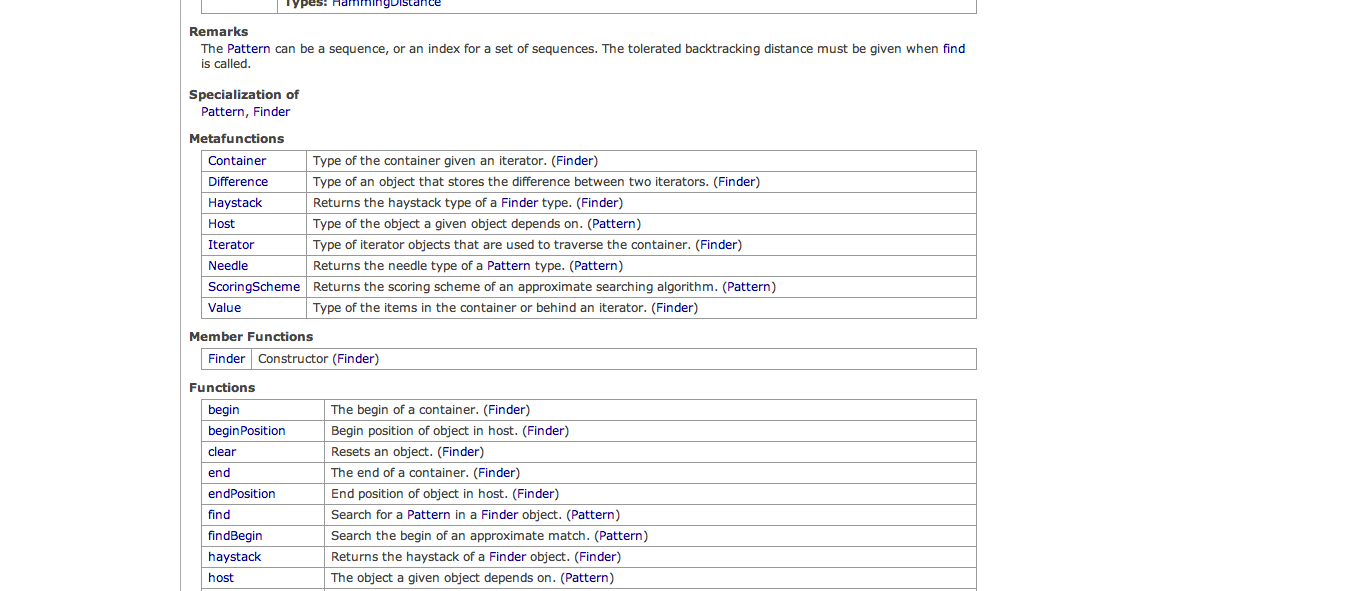 Types: HammingDistance
Remarks
The Pattern can be a sequence, or an index for a set of sequences. The tolerated backtracking distance must be given when find
is called.
Specialization of
Pattern, Finder
Metafunctions
Container Type of the container given an iterator. (Finder)
Difference Type of an object that stores the difference between two iterators. (Finder)
Haystack Returns the haystack type of a Finder type. (Finder)
Host Type of the object a given object depends on. (Pattern)
Iterator Type of iterator objects that are used to traverse the container. (Finder)
Needle Returns the needle type of a Pattern type. (Pattern)
ScoringScheme Returns the scoring scheme of an approximate searching algorithm. (Pattern)
Value Type of the items in the container or behind an iterator. (Finder)
Member Functions
Finder Constructor (Finder)
Functions
begin The begin of a container. (Finder)
beginPosition Begin position of object in host. (Finder)
clear Resets an object. (Finder)
end The end of a container. (Finder)
endPosition End position of object in host. (Finder)
find Search for a Pattern in a Finder object. (Pattern)
findBegin Search the begin of an approximate match. (Pattern)
haystack Returns the haystack of a Finder object. (Finder)
host The object a given object depends on. (Pattern)